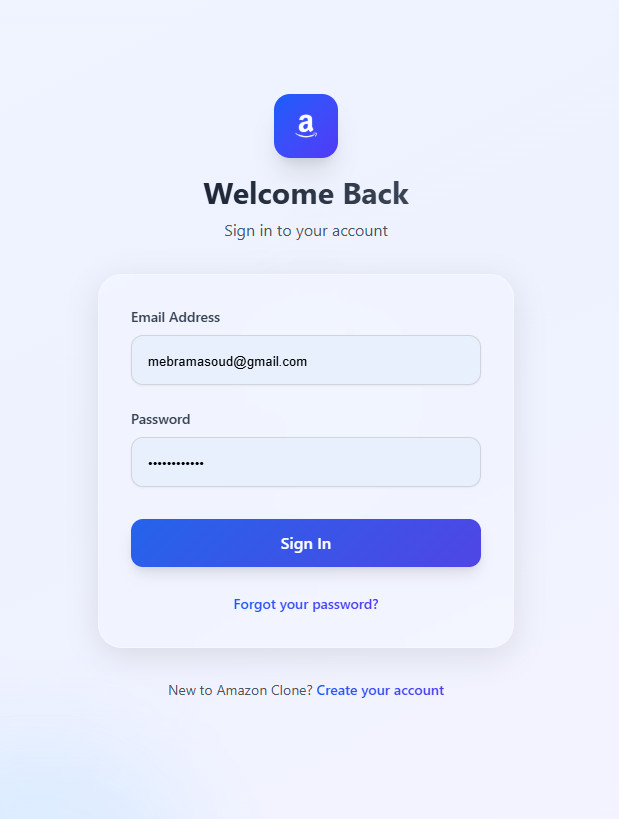 a
Welcome Back
Sign in to your account
Email Address
mebramasoud@gmail.com
Password
••••••••••••
Sign In
Forgot your password?
New to Amazon Clone? Create your account